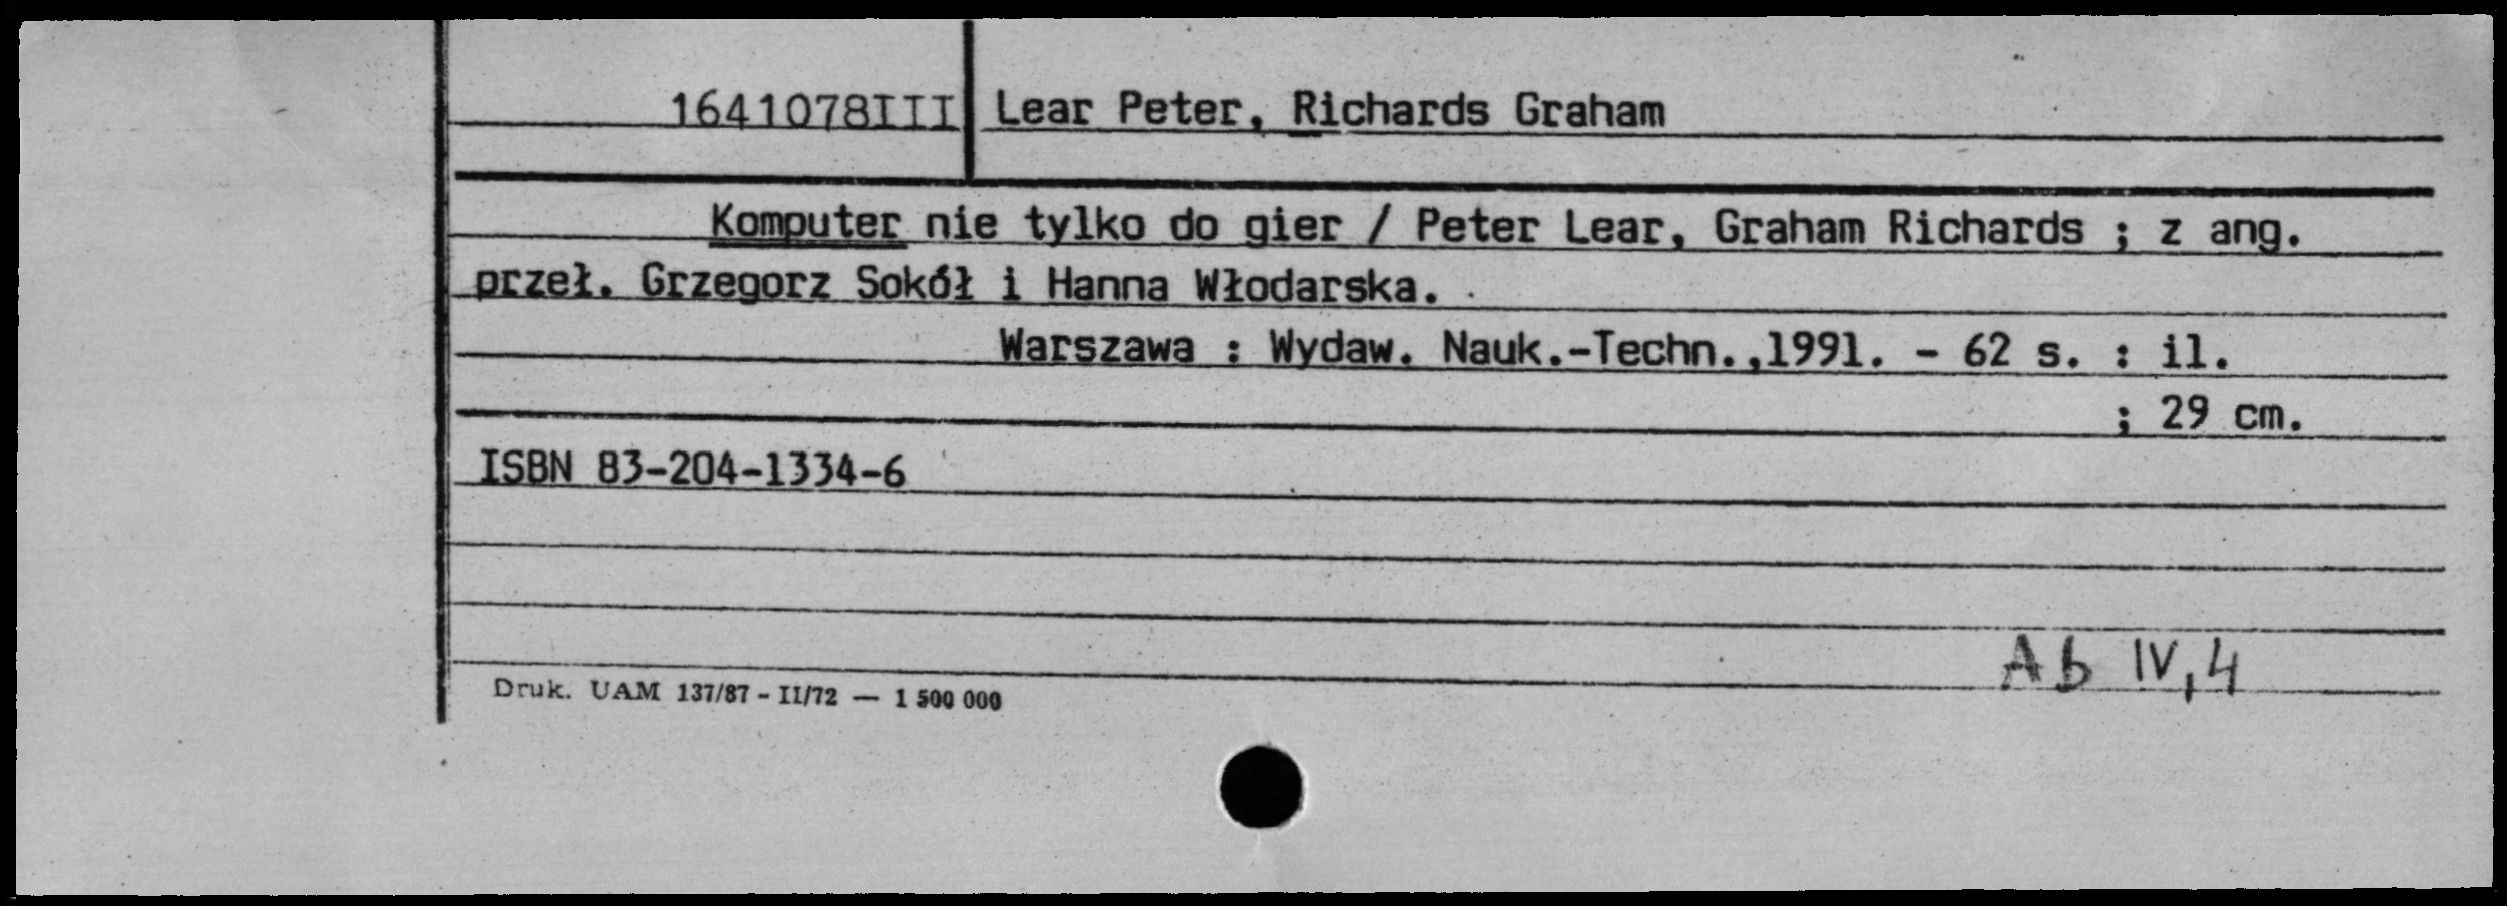 1641078III Lear Peter, Richards Graham
Komputer nie tylko do gier / Peter Lear, Graham Richards ; z ang.
przeł. Grzegorz Sokół i Hanna Włodarska.
Warszawa : Wydaw. Nauk.-Techn.,1991. - 62 s. : il.
; 29 cm.
ISBN 83-204-1334-6
Ab IV,4
Druk. UAM 137/87 - II/72 — 1 500 000